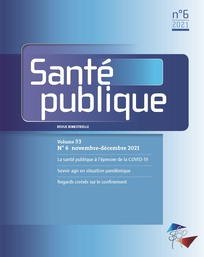 n°6
2021
Santé
publique
REVUE BIMESTRIELLE
Volume 33
N° 6 novembre-décembre 2021
La santé publique à l'épreuve de la COVID-19
Savoir agir en situation pandémique
Regards croisés sur le confinement